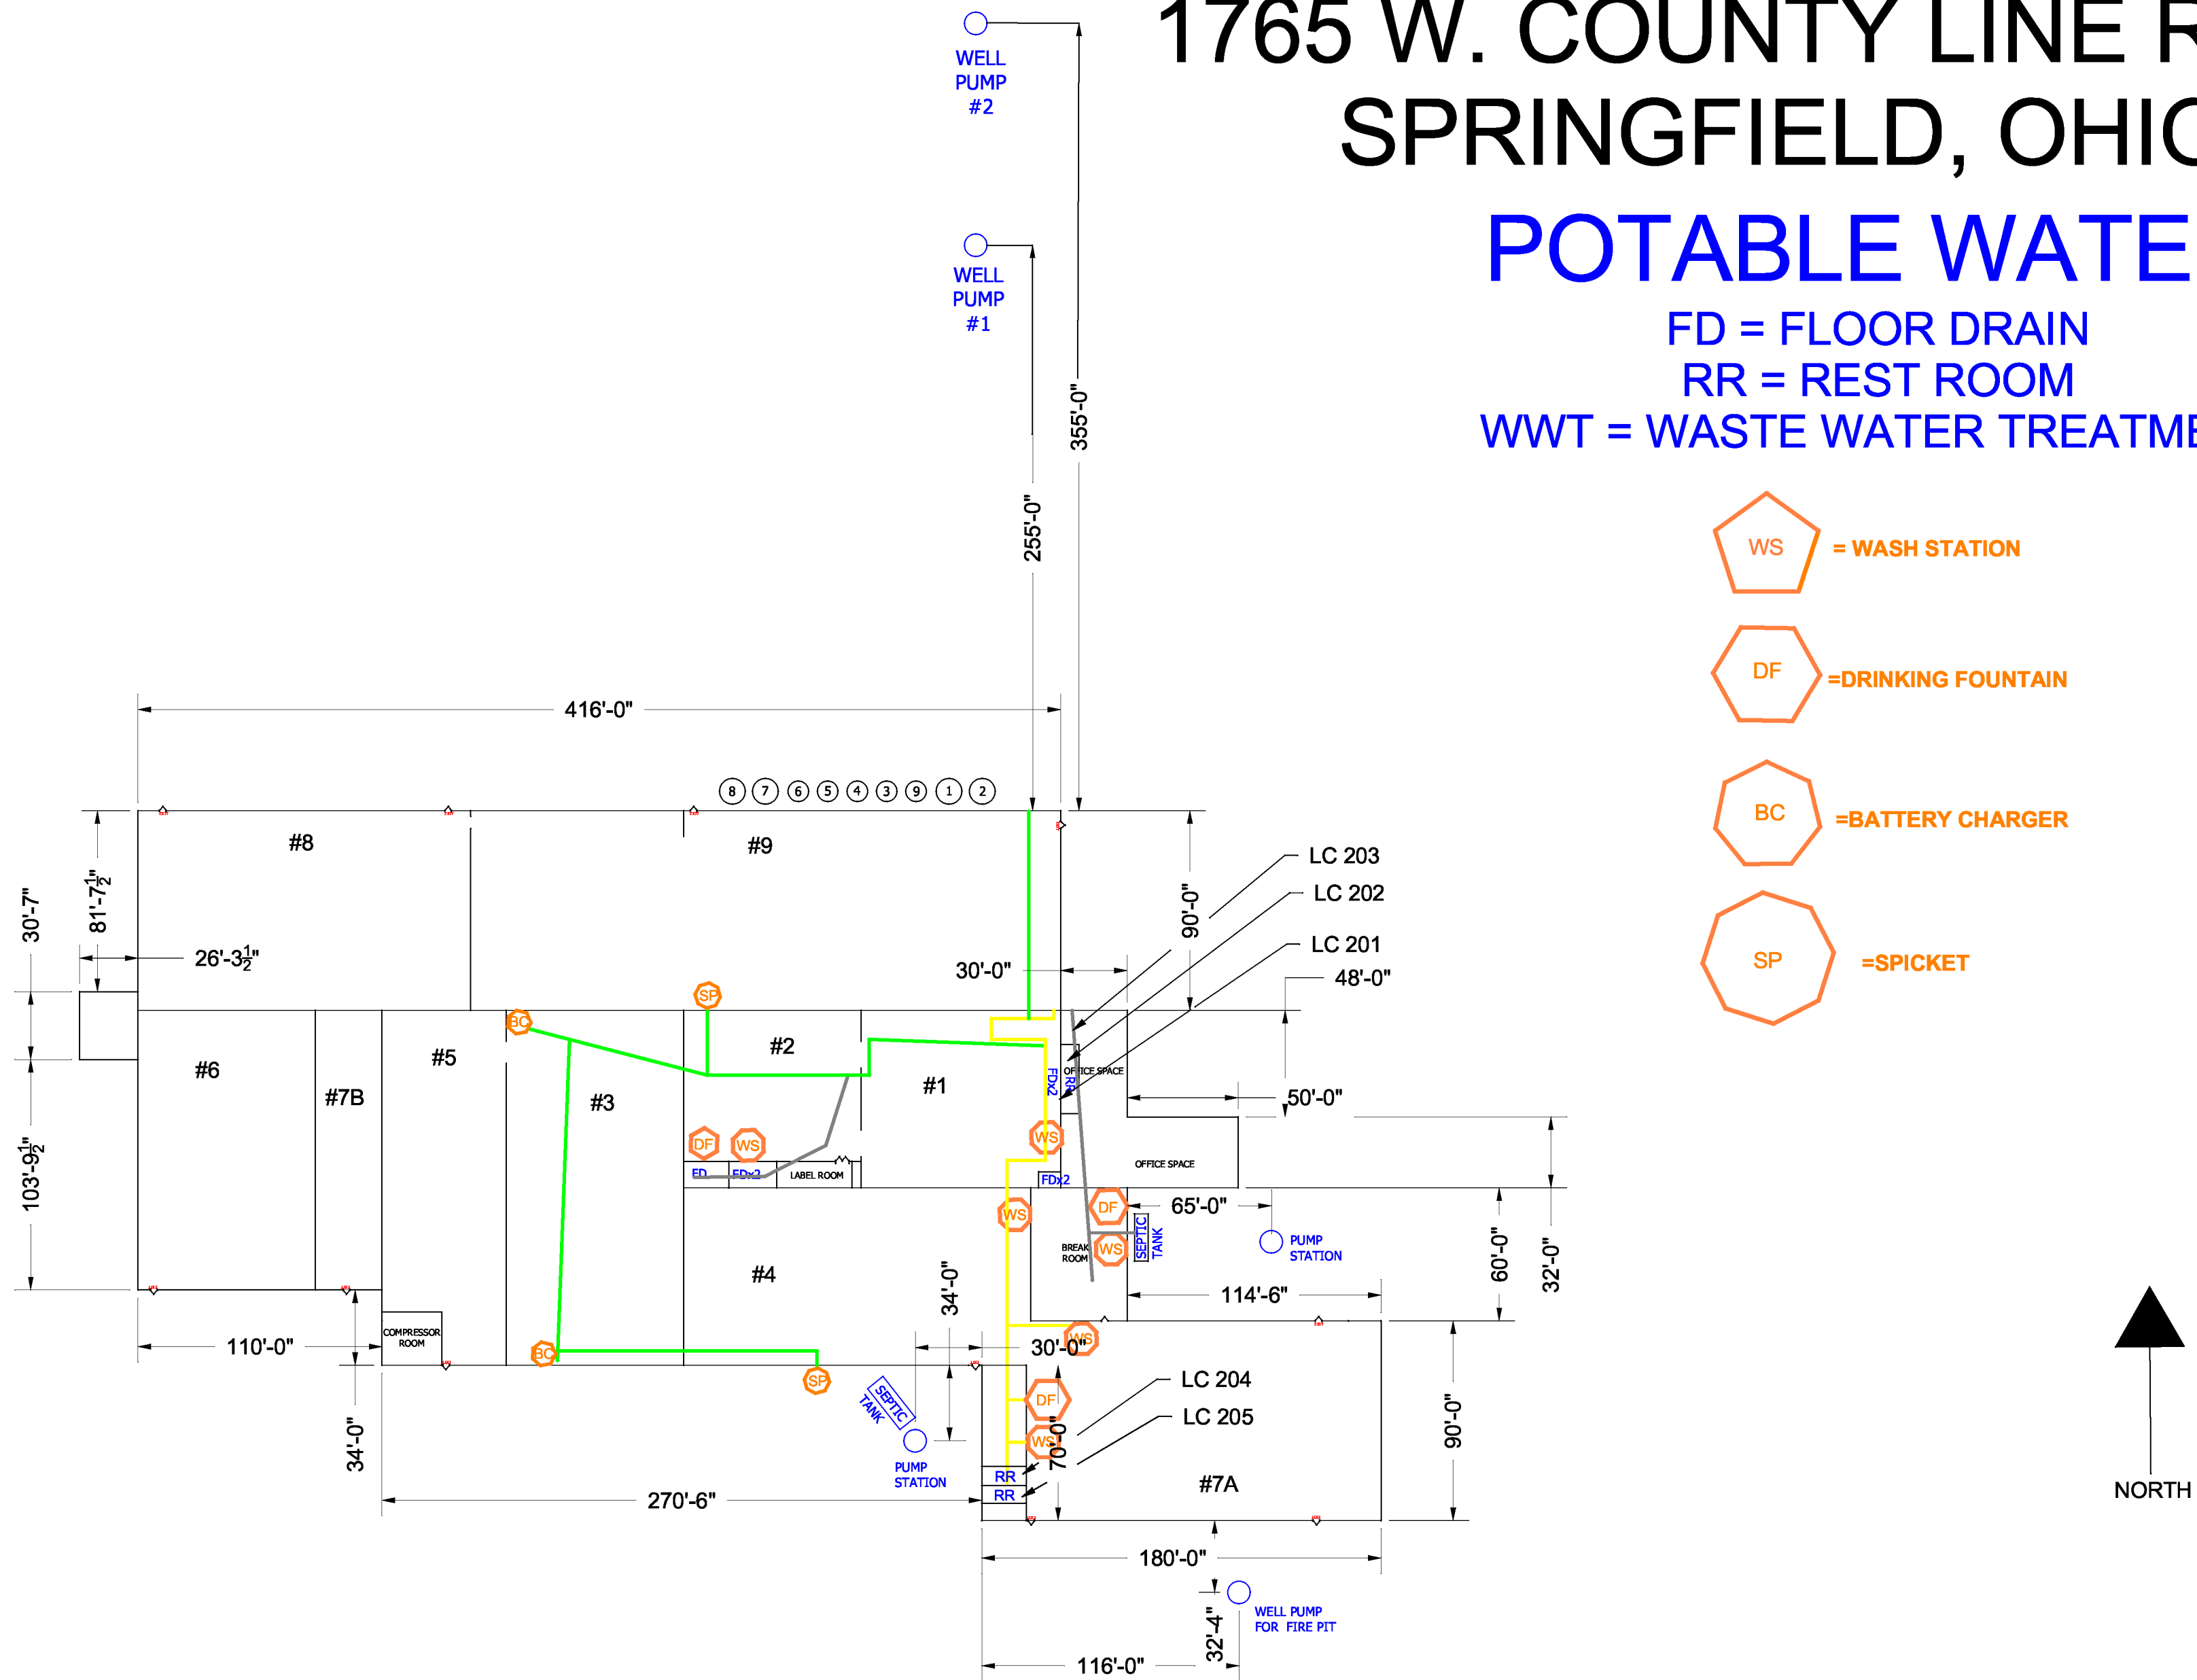 1765 W. COUNTY LINE R
SPRINGFIELD, OHIO
POTABLE WATE
FD = FLOOR DRAIN
RR = REST ROOM
WWT = WASTE WATER TREATME
WELL
PUMP
#2
WELL
PUMP
#1
355'-0"
255'-0"
WS
= WASH STATION
DF
=DRINKING FOUNTAIN
BC
=BATTERY CHARGER
SP
=SPICKET
416'-0"
8 7 6 5 4 3 9 1 2
#8
#9
30'-7"
81'-7½"
26'-3½"
30'-0"
90'-0"
LC 203
LC 202
LC 201
48'-0"
SP
BC
#6
#7B
#5
#3
#2
#1
FDx2
RR
OFFICE SPACE
50'-0"
103'-9½"
DF
WS
WS
FD
FDx2
LABEL ROOM
FDx2
OFFICE SPACE
WS
DF
WS
65'-0"
BREAK
ROOM
SEPTIC
TANK
PUMP
STATION
60'-0"
32'-0"
#4
34'-0"
114'-6"
COMPRESSOR
ROOM
110'-0"
BC
SP
WS
30'-0"
34'-0"
SEPTIC
TANK
DF
WS
70'-0"
LC 204
LC 205
90'-0"
PUMP
STATION
RR
RR
#7A
270'-6"
180'-0"
WELL PUMP
FOR FIRE PIT
32'-4"
116'-0"
NORTH